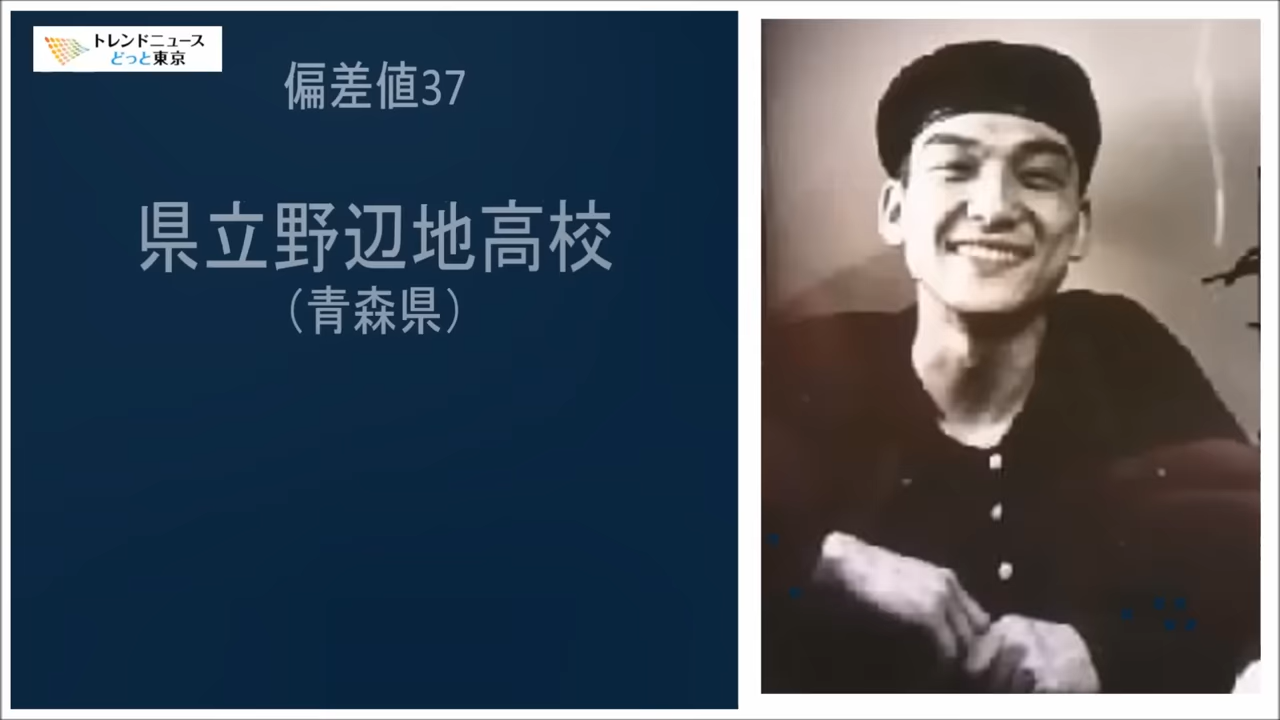 トレンドニュース
どっと東京
偏差値37
県立野辺地高校
（青森県）